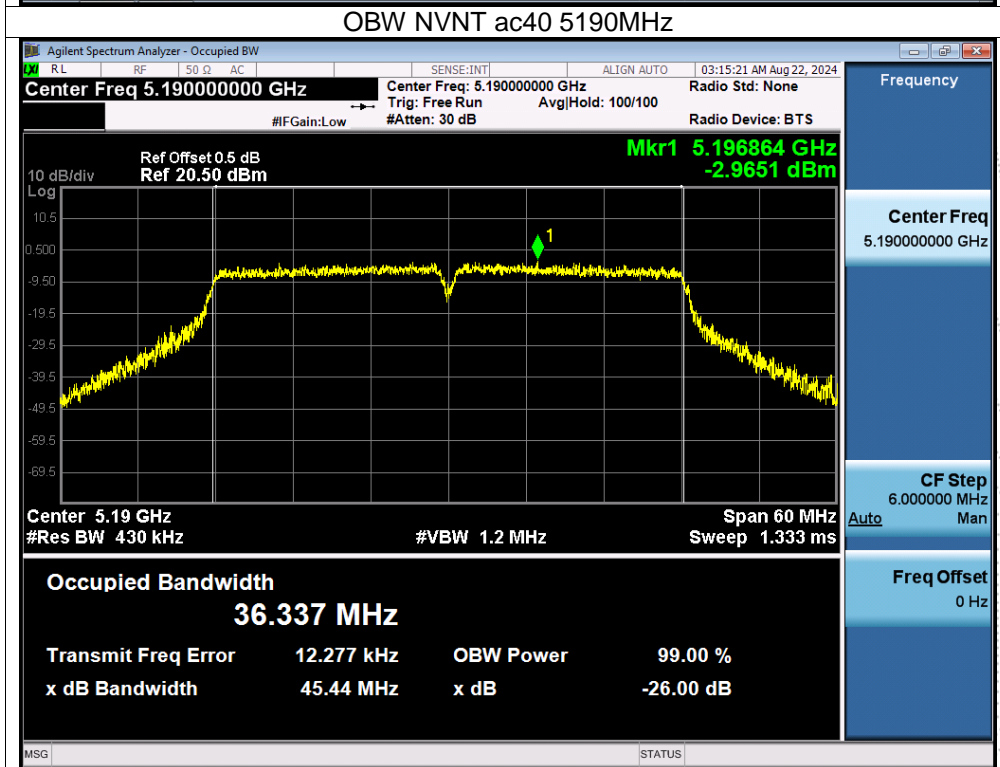 OBW NVNT ac40 5190MHz
Agilent Spectrum Analyzer - Occupied BW
LXI RL RF 50 Ω AC SENSE:INT ALIGN AUTO 03:15:21 AM Aug 22, 2024
Center Freq 5.190000000 GHz
Center Freq: 5.190000000 GHz Radio Std: None
Trig: Free Run Avg|Hold: 100/100
#IFGain:Low #Atten: 30 dB Radio Device: BTS
Frequency
Mkr1 5.196864 GHz
-2.9651 dBm
Ref Offset 0.5 dB
10 dB/div Ref 20.50 dBm
Log
10.5
0.500
-9.50
-19.5
-29.5
-39.5
-49.5
-59.5
-69.5
1
Center 5.19 GHz Span 60 MHz
#Res BW 430 kHz #VBW 1.2 MHz Sweep 1.333 ms
Center Freq
5.190000000 GHz
CF Step
6.000000 MHz
Auto Man
Freq Offset
0 Hz
Occupied Bandwidth
36.337 MHz
Transmit Freq Error 12.277 kHz OBW Power 99.00 %
x dB Bandwidth 45.44 MHz x dB -26.00 dB
MSG STATUS